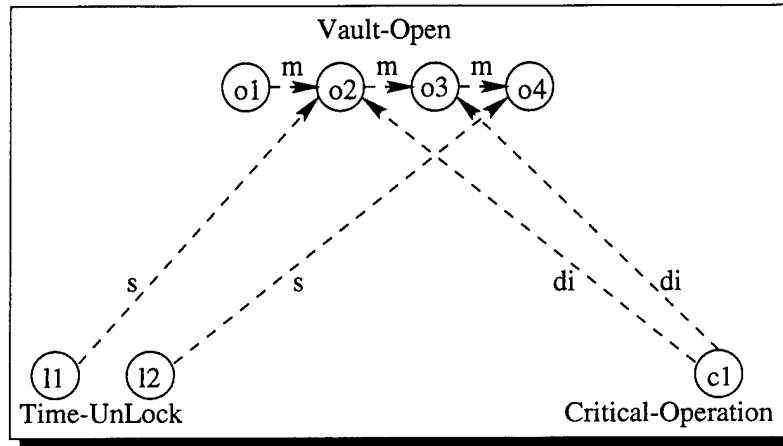 Vault-Open
m m m
o1 o2 o3 o4
s s di di
l1 l2 c1
Time-UnLock Critical-Operation